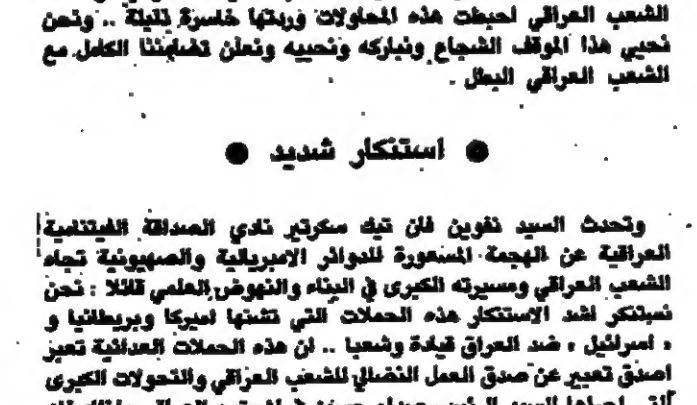 الشعب العراقي احبطت هذه المحاولات وردتها خاسرة ذليلة .. ونحن
نحيي هذا الموقف الشجاع ونباركه ونحييه ونعلن تضامننا الكامل مع
الشعب العراقي البطل .
● استنكار شديد ●
وتحدث السيد نغوين فان تيك سكرتير نادي الصداقة الفيتنامية
العراقية عن الهجمة المسعورة للدوائر الامبريالية والصهيونية تجاه
الشعب العراقي ومسيرته الكبرى في البناء والنهوض العلمي قائلا : نحن
نستنكر اشد الاستنكار هذه الحملات التي تشنها اميركا وبريطانيا و
« اسرائيل » ضد العراق قيادة وشعبا .. ان هذه الحملات العدائية تعبر
اصدق تعبير عن صدق العمل النضالي للشعب العراقي والتحولات الكبرى